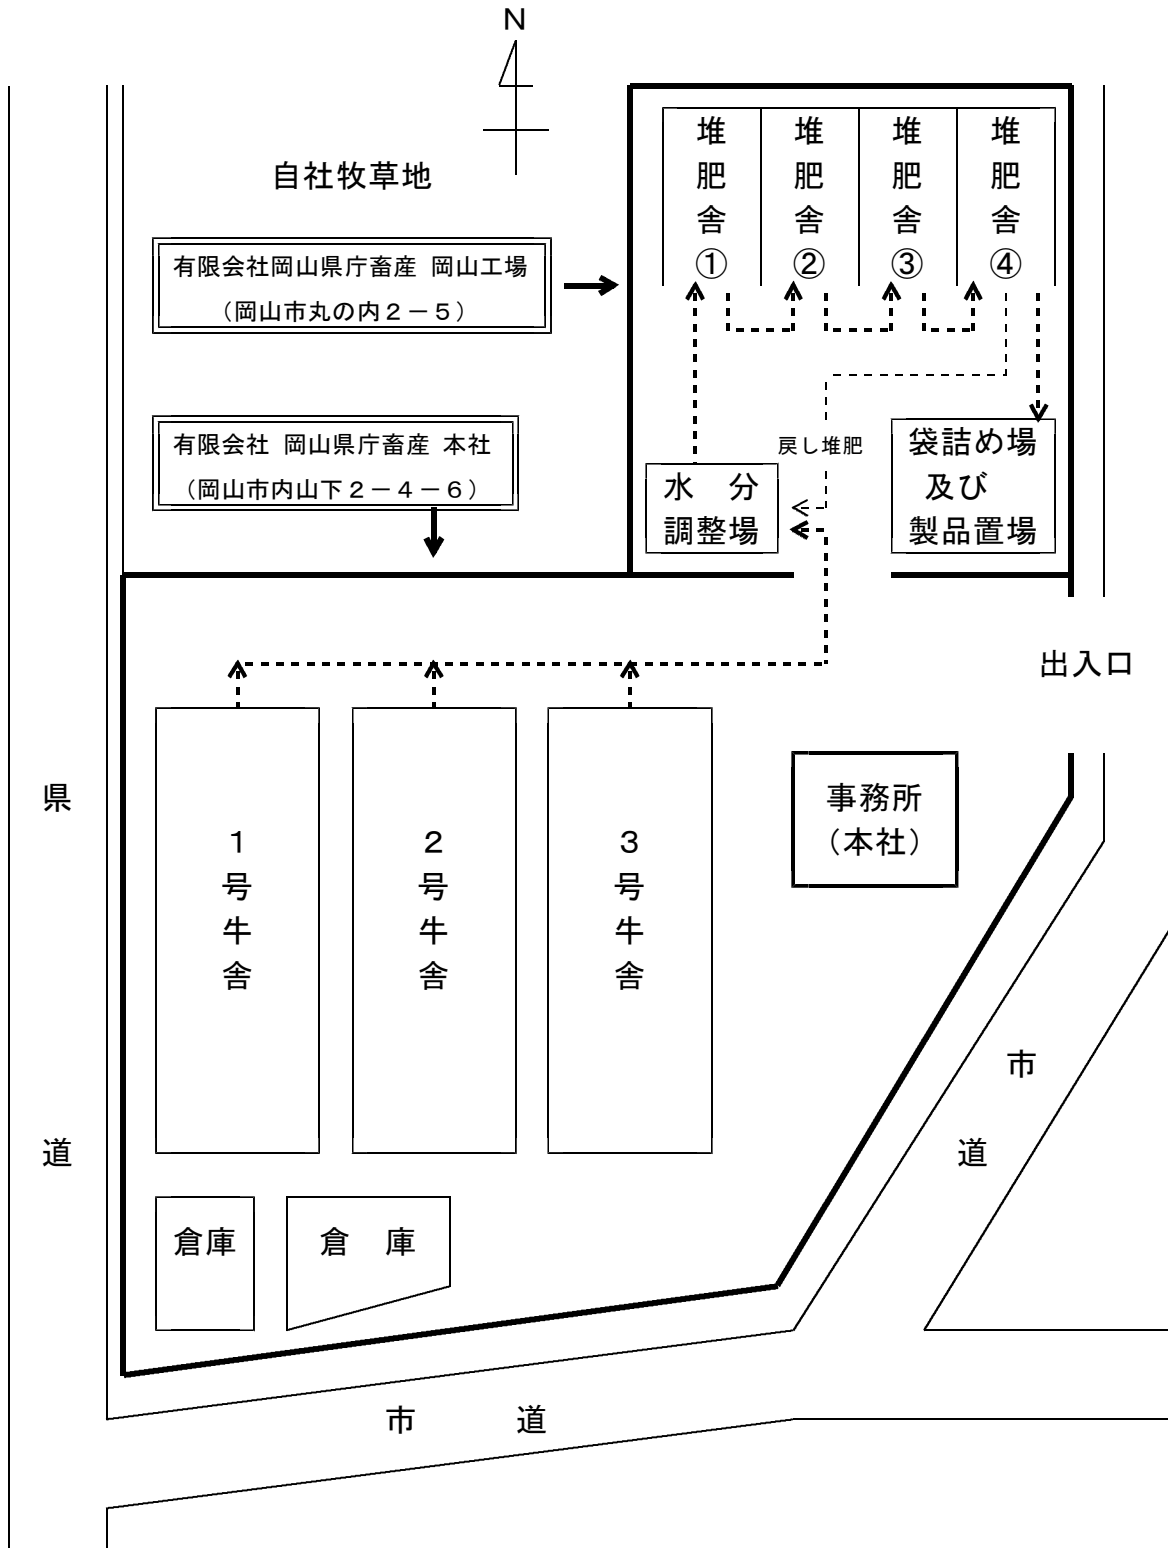 N
自社牧草地
有限会社岡山県庁畜産 岡山工場
（岡山市丸の内２－５）
堆肥舎①
堆肥舎②
堆肥舎③
堆肥舎④
有限会社 岡山県庁畜産 本社
（岡山市内山下２－４－６）
戻し堆肥
水　分
調整場
袋詰め場
及び
製品置場
出入口
県道
1号牛舎
2号牛舎
3号牛舎
事務所
（本社）
市道
倉庫
倉　庫
市　道